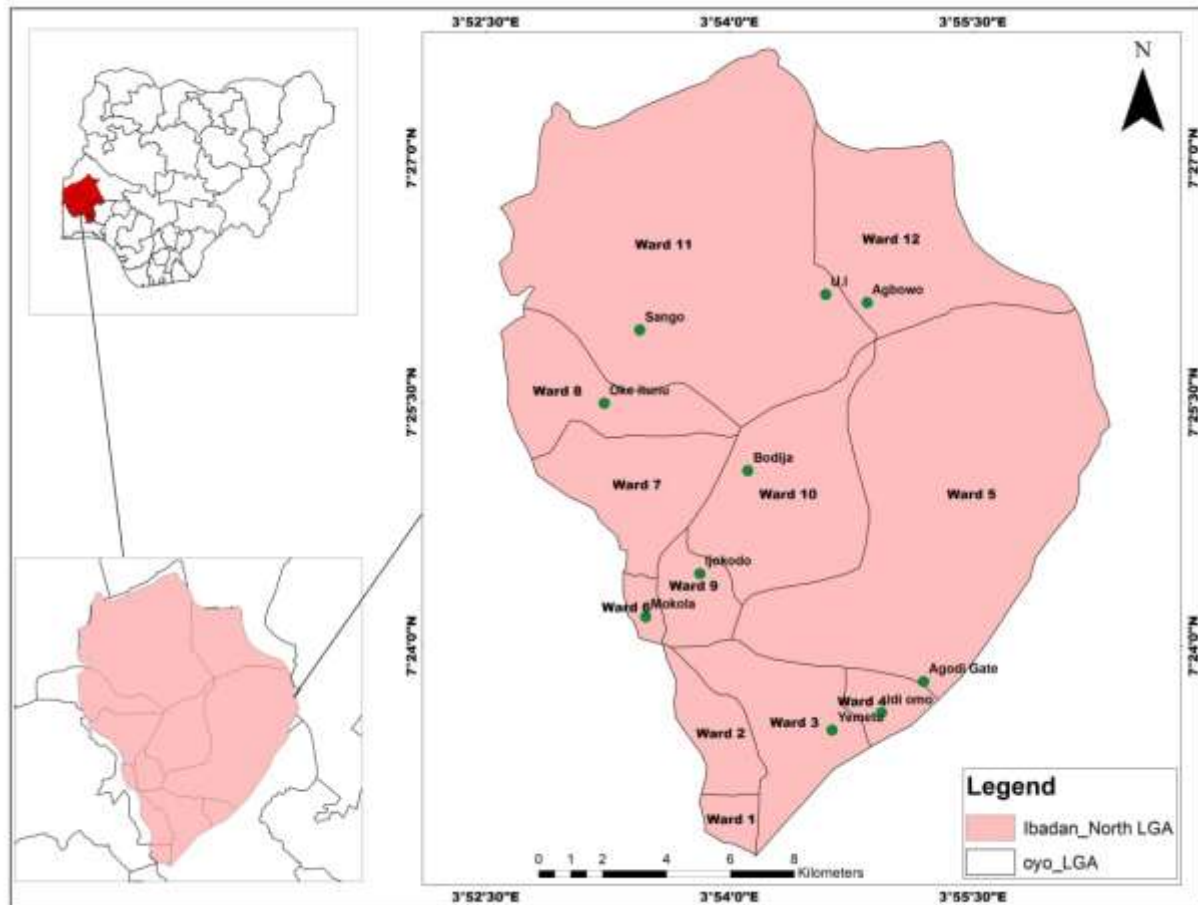 3°52'30"E
3°54'0"E
3°55'30"E
N
7°27'0"N
7°27'0"N
Ward 12
Ward 11
U.I
Agbowo
Sango
Ward 8
Oke itunu
7°25'30"N
7°25'30"N
Bodija
Ward 7
Ward 10
Ward 5
Ijokodo
Ward 9
Ward 6
Mokola
7°24'0"N
7°24'0"N
Agodi Gate
Ward 4
Idi omo
Ward 3
Yemetu
Ward 2
Ward 1
Legend
Ibadan_North LGA
oyo_LGA
0 1 2 4 6 8
Kilometers
3°52'30"E
3°54'0"E
3°55'30"E